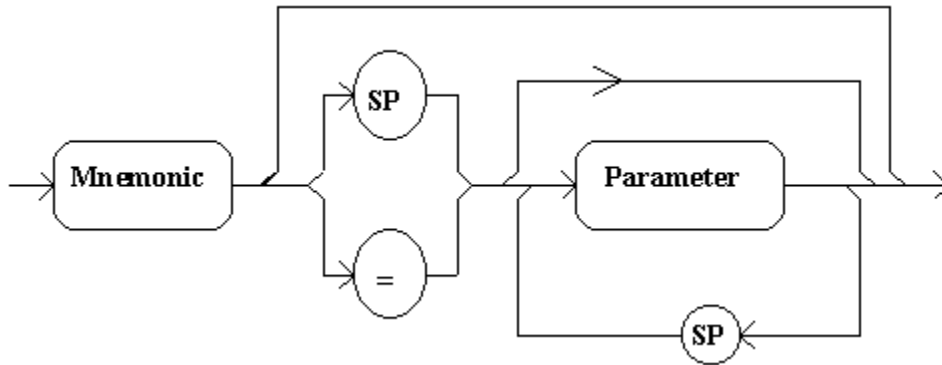 SP
Mnemonic
Parameter
=
SP